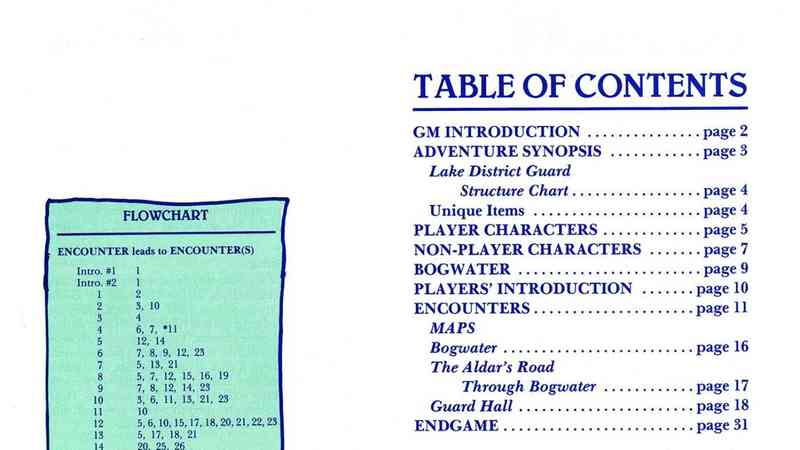 FLOWCHART
ENCOUNTER leads to ENCOUNTER(S)
Intro. #1 1
Intro. #2 1
1 2
2 3, 10
3 4
4 6, 7, *11
5 12, 14
6 7, 8, 9, 12, 23
7 5, 13, 21
8 5, 7, 12, 15, 16, 19
9 7, 8, 12, 14, 23
10 3, 6, 11, 13, 21, 23
11 10
12 5, 6, 10, 15, 17, 18, 20, 21, 22, 23
13 5, 17, 18, 21
14 20, 25, 26
TABLE OF CONTENTS
GM INTRODUCTION ............... page 2
ADVENTURE SYNOPSIS ............ page 3
Lake District Guard
Structure Chart ................ page 4
Unique Items ................... page 4
PLAYER CHARACTERS ............. page 5
NON-PLAYER CHARACTERS ....... page 7
BOGWATER ....................... page 9
PLAYERS' INTRODUCTION ....... page 10
ENCOUNTERS .................... page 11
MAPS
Bogwater ....................... page 16
The Aldar's Road
Through Bogwater ............ page 17
Guard Hall ..................... page 18
ENDGAME ........................ page 31